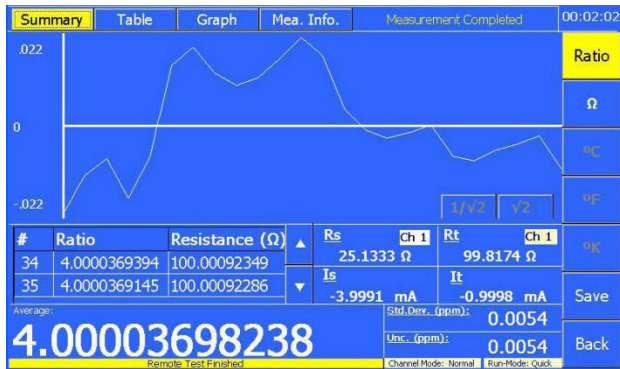 Summary Table Graph Mea. Info. Measurement Completed 00:02:02
.022
0
-.022
1/√2 √2
Ratio
Ω
ºC
ºF
ºK
Save
Back
# Ratio Resistance (Ω)
34 4.0000369394 100.00092349
35 4.0000369145 100.00092286
Rs Ch 1 Rt Ch 1
25.1333 Ω 99.8174 Ω
Is It
-3.9991 mA -0.9998 mA
Average:
4.00003698238
Std.Dev. (ppm): 0.0054
Unc. (ppm): 0.0054
Remote Test Finished
Channel Mode: Normal Run-Mode: Quick